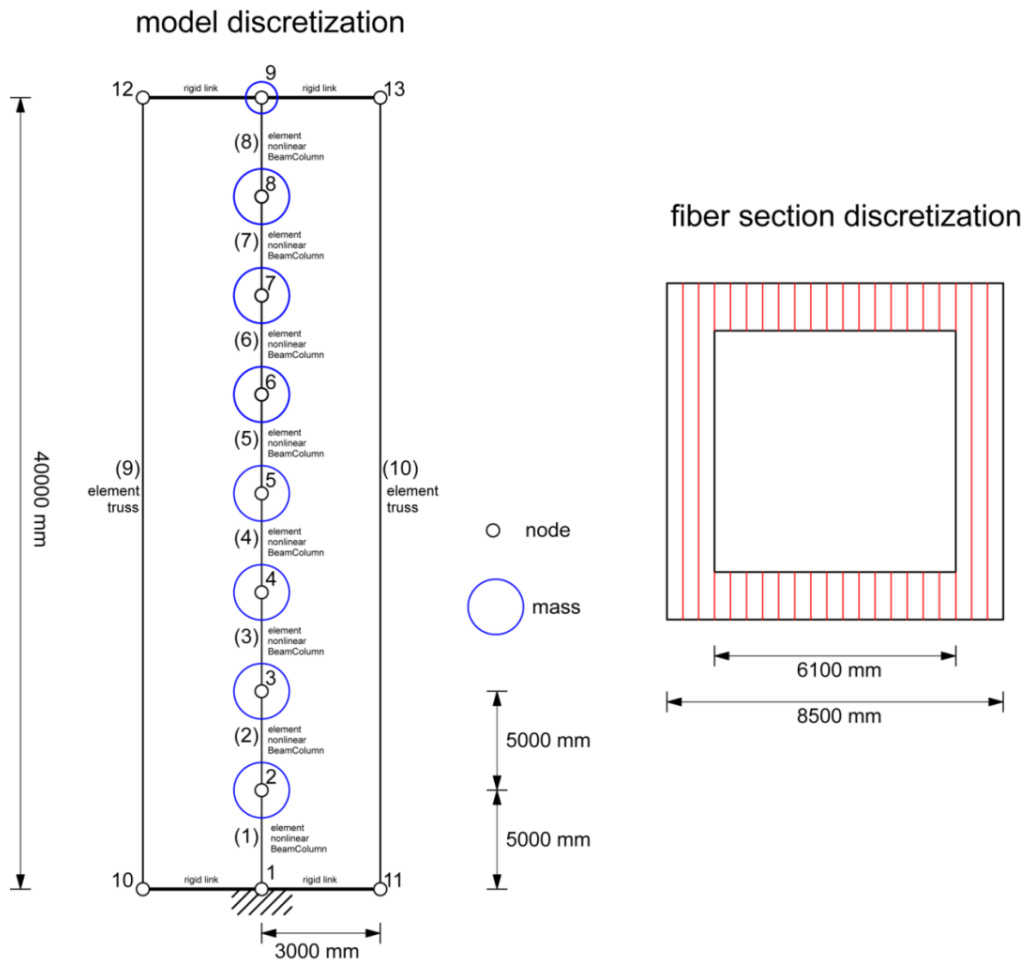 model discretization
12
rigid link
9
rigid link
13
(8)
element
nonlinear
BeamColumn
8
(7)
element
nonlinear
BeamColumn
7
(6)
element
nonlinear
BeamColumn
6
(5)
element
nonlinear
BeamColumn
40000 mm
(9)
element
truss
5
(10)
element
truss
(4)
element
nonlinear
BeamColumn
4
(3)
element
nonlinear
BeamColumn
3
(2)
element
nonlinear
BeamColumn
2
(1)
element
nonlinear
BeamColumn
10
rigid link
1
rigid link
11
3000 mm
node
mass
5000 mm
5000 mm
fiber section discretization
6100 mm
8500 mm